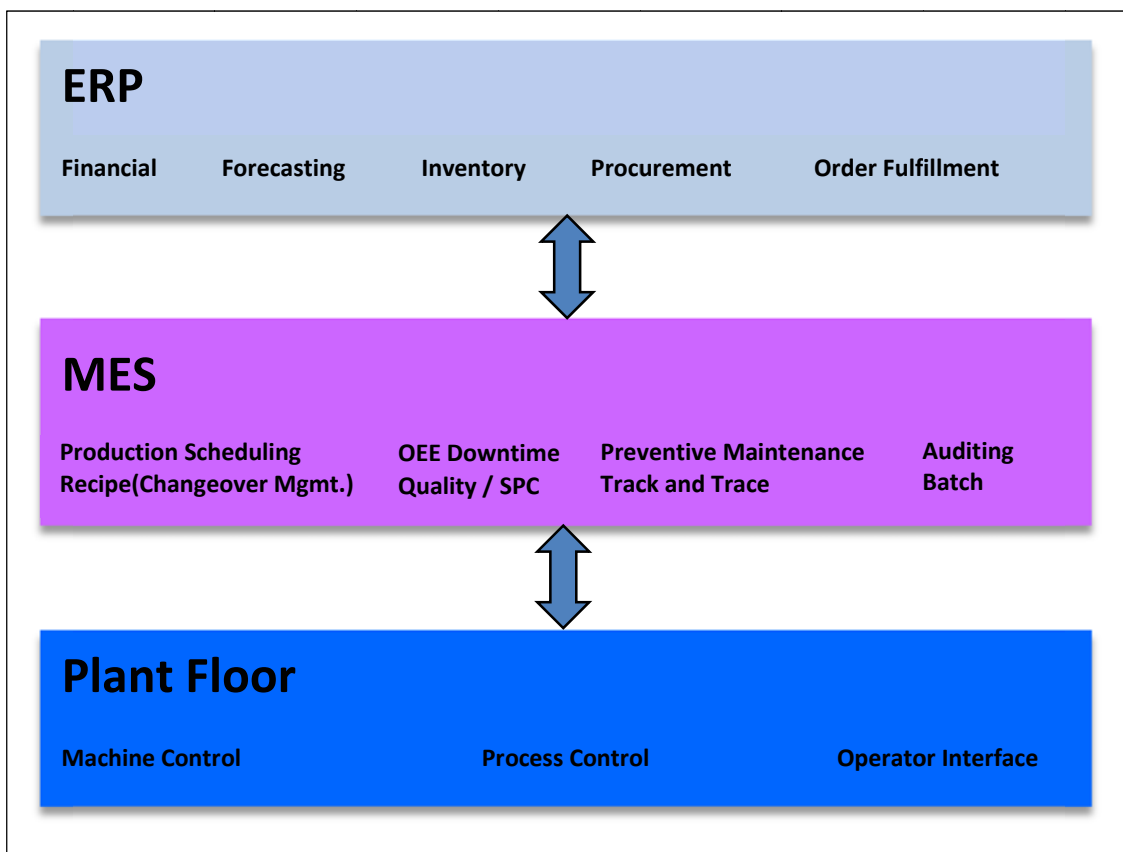 ERP
Financial Forecasting Inventory Procurement Order Fulfillment
MES
Production Scheduling OEE Downtime Preventive Maintenance Auditing
Recipe(Changeover Mgmt.) Quality / SPC Track and Trace Batch
Plant Floor
Machine Control Process Control Operator Interface